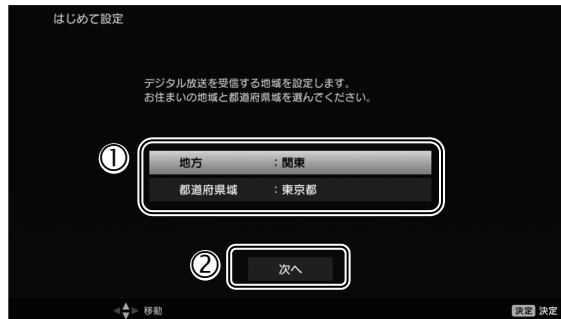 はじめて設定
デジタル放送を受信する地域を設定します。
お住まいの地域と都道府県域を選んでください。
①
地方 : 関東
都道府県域 : 東京都
②
次へ
移動
決定 決定